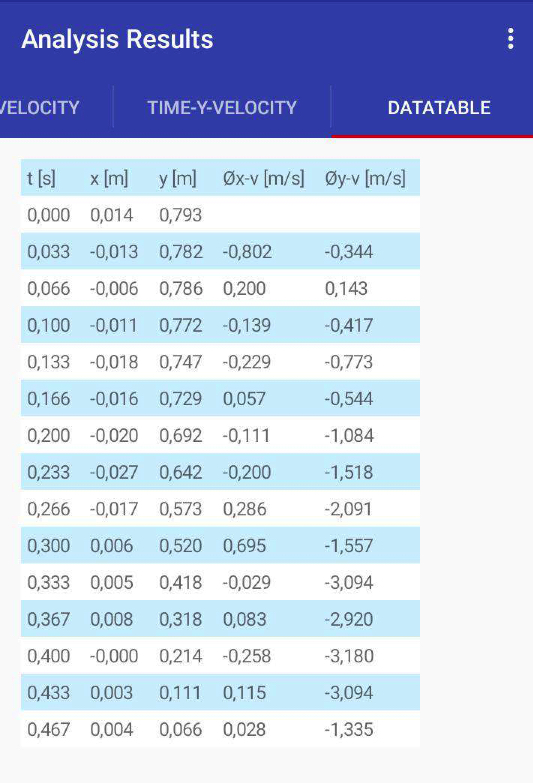 Analysis Results
VELOCITY TIME-Y-VELOCITY DATATABLE
t [s] x [m] y [m] Øx-v [m/s] Øy-v [m/s]
0,000 0,014 0,793
0,033 -0,013 0,782 -0,802 -0,344
0,066 -0,006 0,786 0,200 0,143
0,100 -0,011 0,772 -0,139 -0,417
0,133 -0,018 0,747 -0,229 -0,773
0,166 -0,016 0,729 0,057 -0,544
0,200 -0,020 0,692 -0,111 -1,084
0,233 -0,027 0,642 -0,200 -1,518
0,266 -0,017 0,573 0,286 -2,091
0,300 0,006 0,520 0,695 -1,557
0,333 0,005 0,418 -0,029 -3,094
0,367 0,008 0,318 0,083 -2,920
0,400 -0,000 0,214 -0,258 -3,180
0,433 0,003 0,111 0,115 -3,094
0,467 0,004 0,066 0,028 -1,335